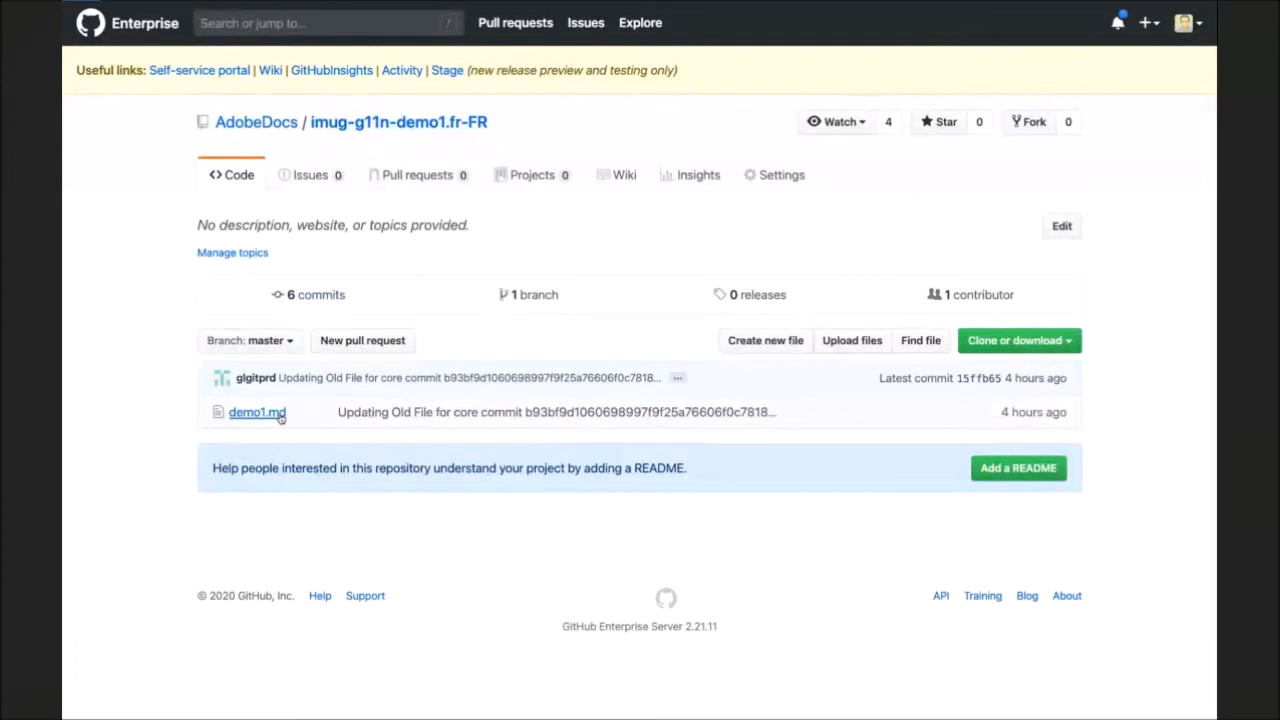 Enterprise Search or jump to... / Pull requests Issues Explore
Useful links: Self-service portal | Wiki | GitHubInsights | Activity | Stage (new release preview and testing only)
AdobeDocs / imug-g11n-demo1.fr-FR Watch 4 Star 0 Fork 0
<> Code Issues 0 Pull requests 0 Projects 0 Wiki Insights Settings
No description, website, or topics provided. Edit
Manage topics
6 commits 1 branch 0 releases 1 contributor
Branch: master New pull request Create new file Upload files Find file Clone or download
glgitprd Updating Old File for core commit b93bf9d1060698997f9f25a76606f0c7818... ... Latest commit 15ffb65 4 hours ago
demo1.md Updating Old File for core commit b93bf9d1060698997f9f25a76606f0c7818... 4 hours ago
Help people interested in this repository understand your project by adding a README. Add a README
© 2020 GitHub, Inc. Help Support API Training Blog About
GitHub Enterprise Server 2.21.11